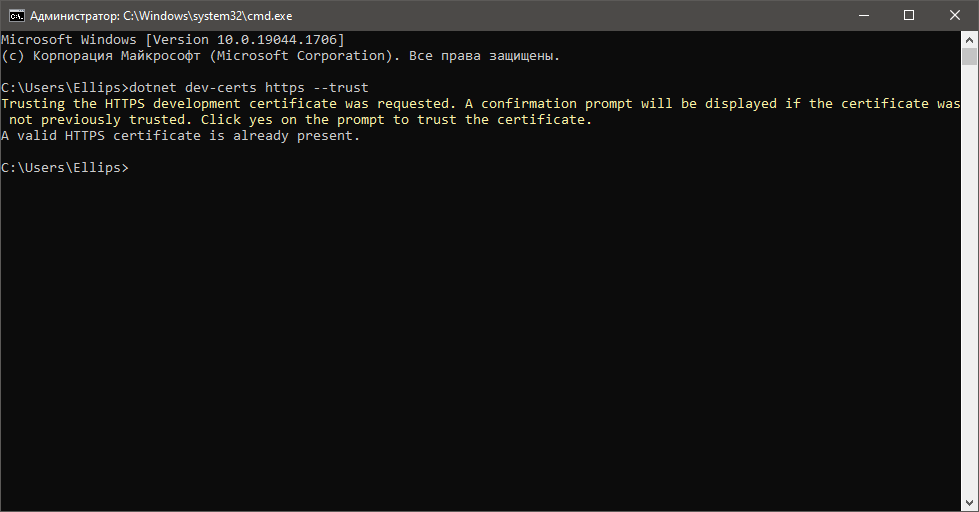 Администратор: C:\Windows\system32\cmd.exe
Microsoft Windows [Version 10.0.19044.1706]
(c) Корпорация Майкрософт (Microsoft Corporation). Все права защищены.
C:\Users\Ellips>dotnet dev-certs https --trust
Trusting the HTTPS development certificate was requested. A confirmation prompt will be displayed if the certificate was
not previously trusted. Click yes on the prompt to trust the certificate.
A valid HTTPS certificate is already present.
C:\Users\Ellips>